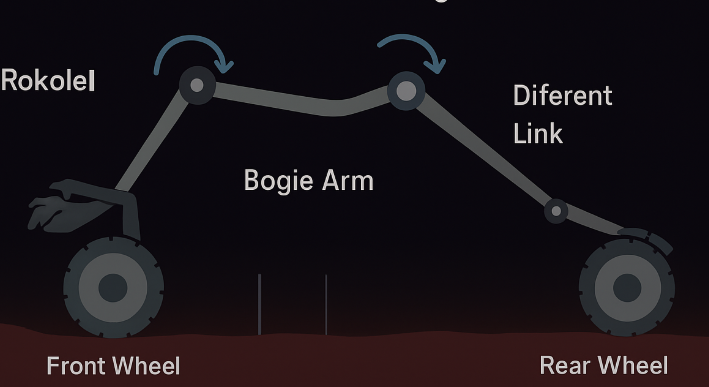 Rokolel
Diferent
Link
Bogie Arm
Front Wheel
Rear Wheel